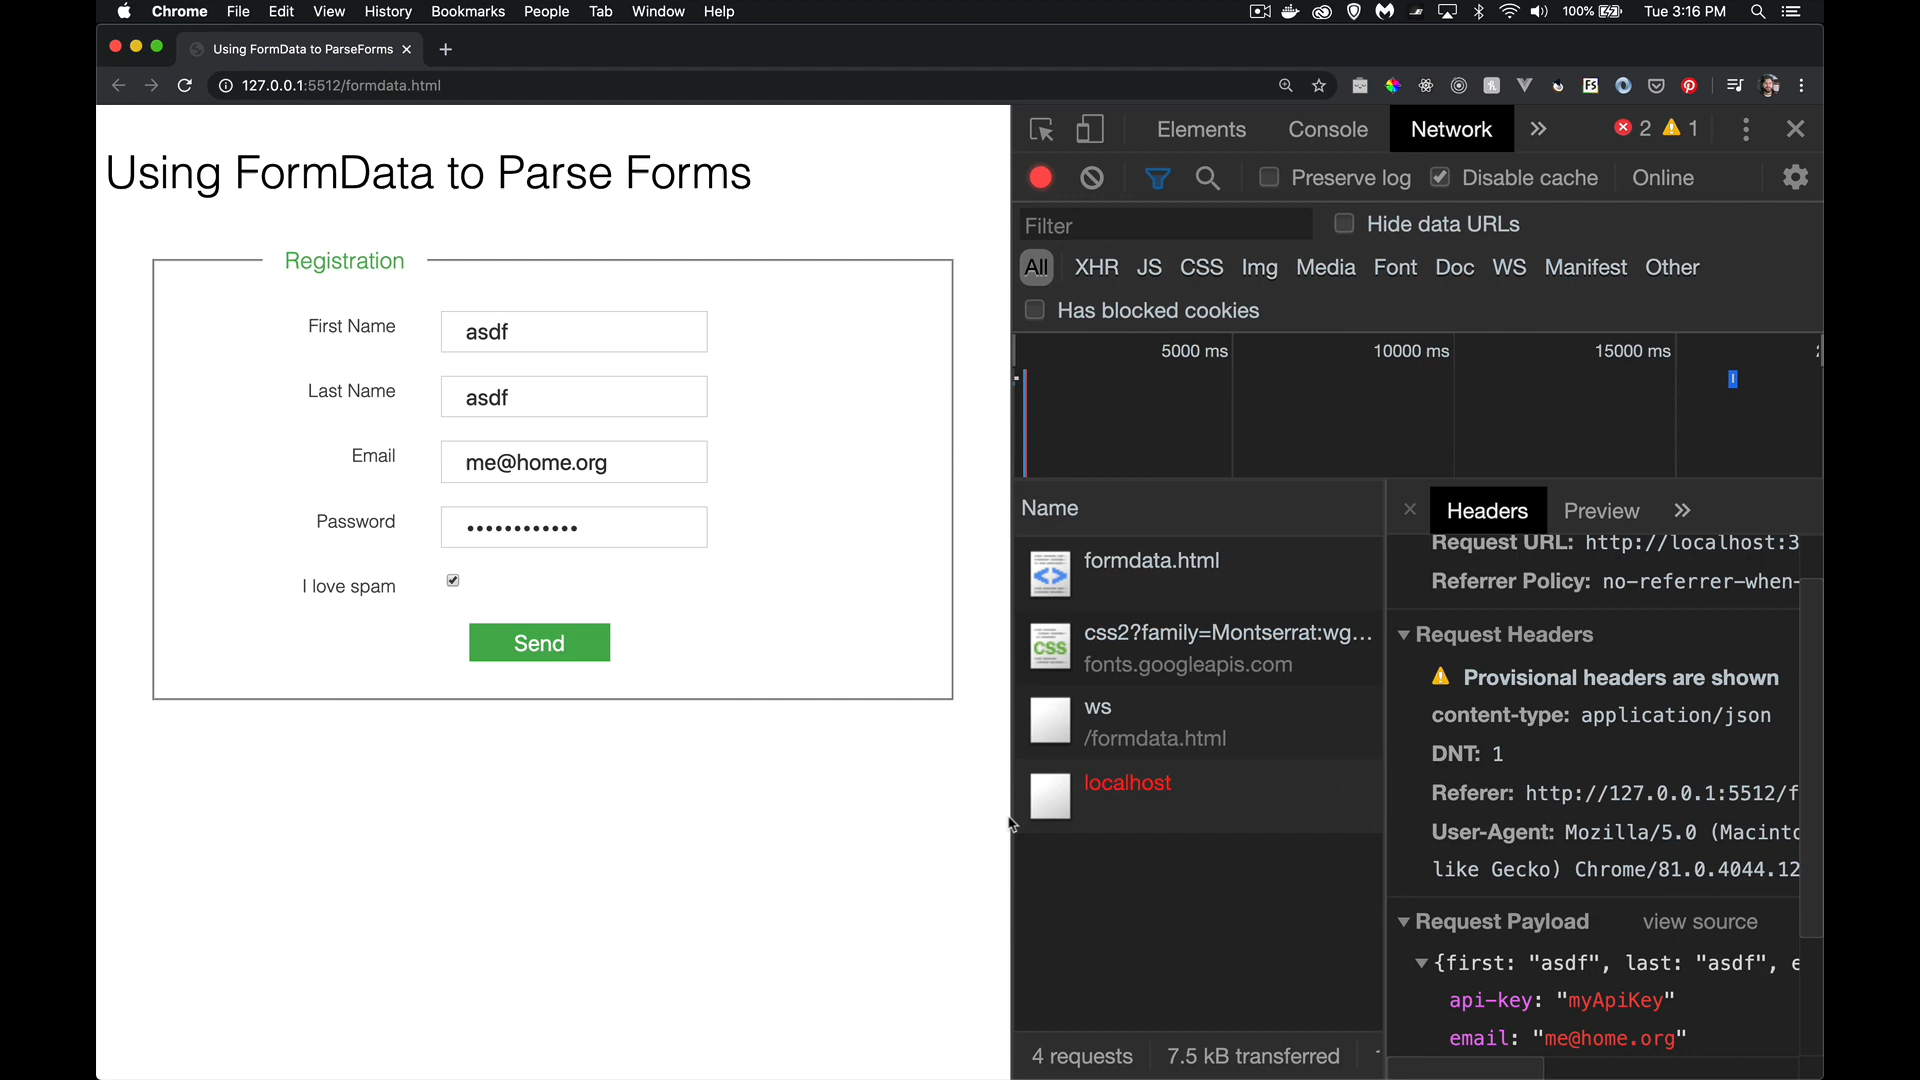 Chrome File Edit View History Bookmarks People Tab Window Help 100% Tue 3:16 PM
Using FormData to ParseForms
127.0.0.1:5512/formdata.html
Using FormData to Parse Forms
Registration
First Name asdf
Last Name asdf
Email me@home.org
Password ••••••••••••
I love spam
Send
Elements Console Network 2 1
Preserve log Disable cache Online
Filter Hide data URLs
All XHR JS CSS Img Media Font Doc WS Manifest Other
Has blocked cookies
5000 ms 10000 ms 15000 ms
Name
formdata.html
css2?family=Montserrat:wg...
fonts.googleapis.com
ws
/formdata.html
localhost
4 requests 7.5 kB transferred
Headers Preview
Request URL: http://localhost:3
Referrer Policy: no-referrer-when-
Request Headers
Provisional headers are shown
content-type: application/json
DNT: 1
Referer: http://127.0.0.1:5512/f
User-Agent: Mozilla/5.0 (Macinto
like Gecko) Chrome/81.0.4044.12
Request Payload view source
{first: "asdf", last: "asdf", e
api-key: "myApiKey"
email: "me@home.org"